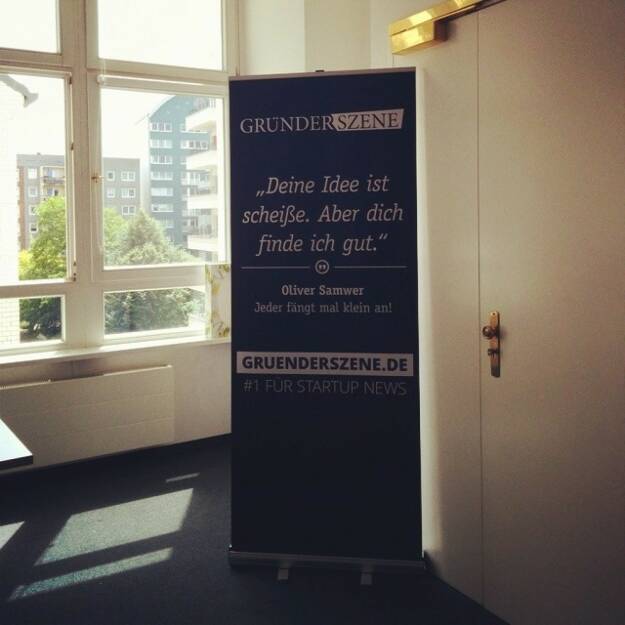 GRÜNDERSZENE
„Deine Idee ist
scheiße. Aber dich
finde ich gut.“
Oliver Samwer
Jeder fängt mal klein an!
GRUENDERSZENE.DE
#1 FÜR STARTUP NEWS